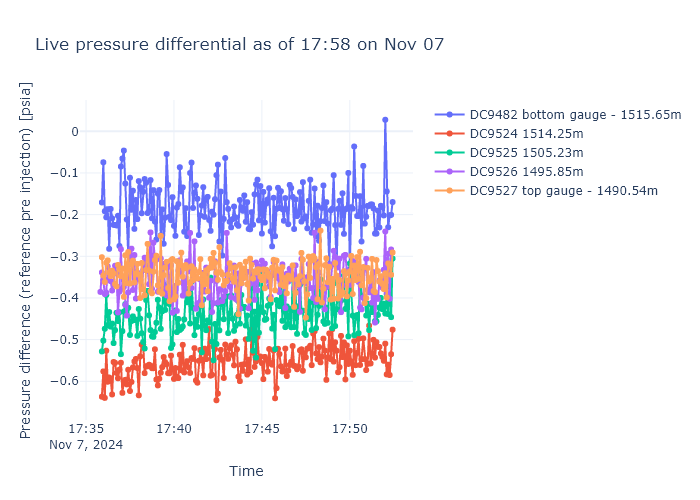 Live pressure differential as of 17:58 on Nov 07
Pressure difference (reference pre injection) [psia]
0
−0.1
−0.2
−0.3
−0.4
−0.5
−0.6
17:35
Nov 7, 2024
17:40
17:45
17:50
Time
DC9482 bottom gauge - 1515.65m
DC9524 1514.25m
DC9525 1505.23m
DC9526 1495.85m
DC9527 top gauge - 1490.54m